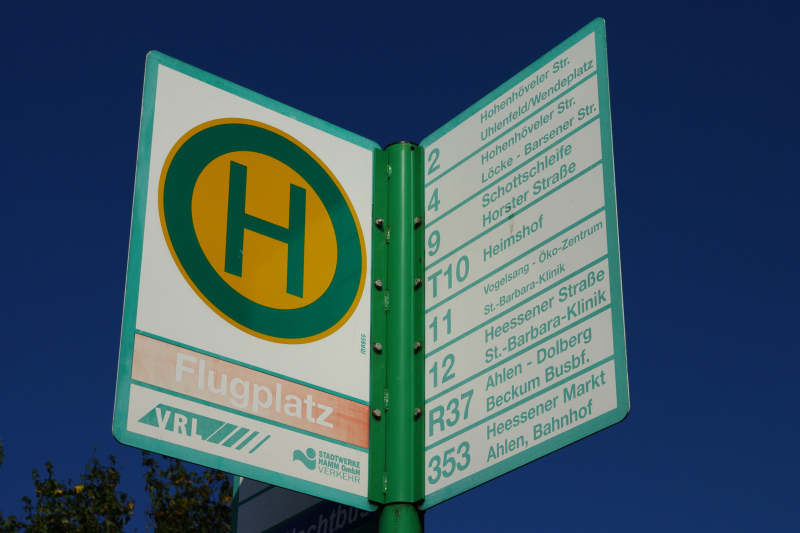 H
MABEG
Flugplatz
VRL
STADTWERKE
HAMM GmbH
VERKEHR
Hohenhöveler Str.
2 Uhlenfeld/Wendeplatz
Hohenhöveler Str.
4 Löcke - Barsener Str.
Schottschleife
9 Horster Straße
T10 Heimshof
Vogelsang - Öko-Zentrum
11 St.-Barbara-Klinik
Heessener Straße
12 St.-Barbara-Klinik
Ahlen - Dolberg
R37 Beckum Busbf.
Heessener Markt
353 Ahlen, Bahnhof